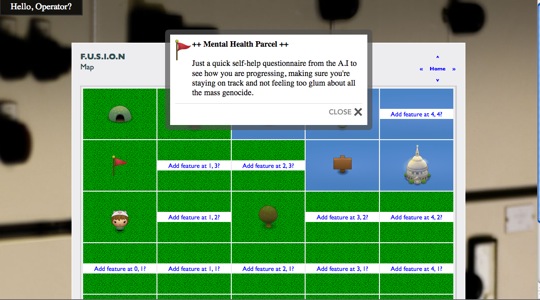 Hello, Operator?
++ Mental Health Parcel ++
Just a quick self-help questionnaire from the A.I to
see how you are progressing, making sure you're
staying on track and not feeling too glum about all
the mass genocide.
CLOSE
F.U.S.I.O.N
Map
« Home »
Add feature at 4, 4?
Add feature at 1, 3?
Add feature at 2, 3?
Add feature at 1, 2?
Add feature at 3, 2?
Add feature at 4, 2?
Add feature at 0, 1?
Add feature at 1, 1?
Add feature at 2, 1?
Add feature at 3, 1?
Add feature at 4, 1?